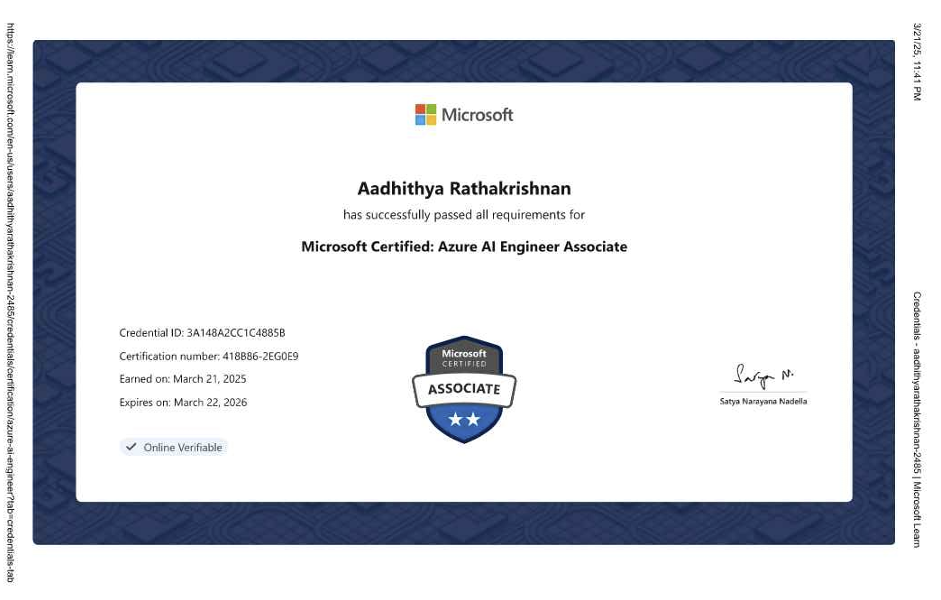 3/21/25, 11:41 PM
Credentials - aadhithyarathakrishnan-2485 | Microsoft Learn
Microsoft
Aadhithya Rathakrishnan
has successfully passed all requirements for
Microsoft Certified: Azure AI Engineer Associate
Credential ID: 3A148A2CC1C4885B
Certification number: 418B86-2EG0E9
Earned on: March 21, 2025
Expires on: March 22, 2026
Online Verifiable
Microsoft
CERTIFIED
ASSOCIATE
Satya N.
Satya Narayana Nadella
https://learn.microsoft.com/en-us/users/aadhithyarathakrishnan-2485/credentials/certification/azure-ai-engineer?tab=credentials-tab